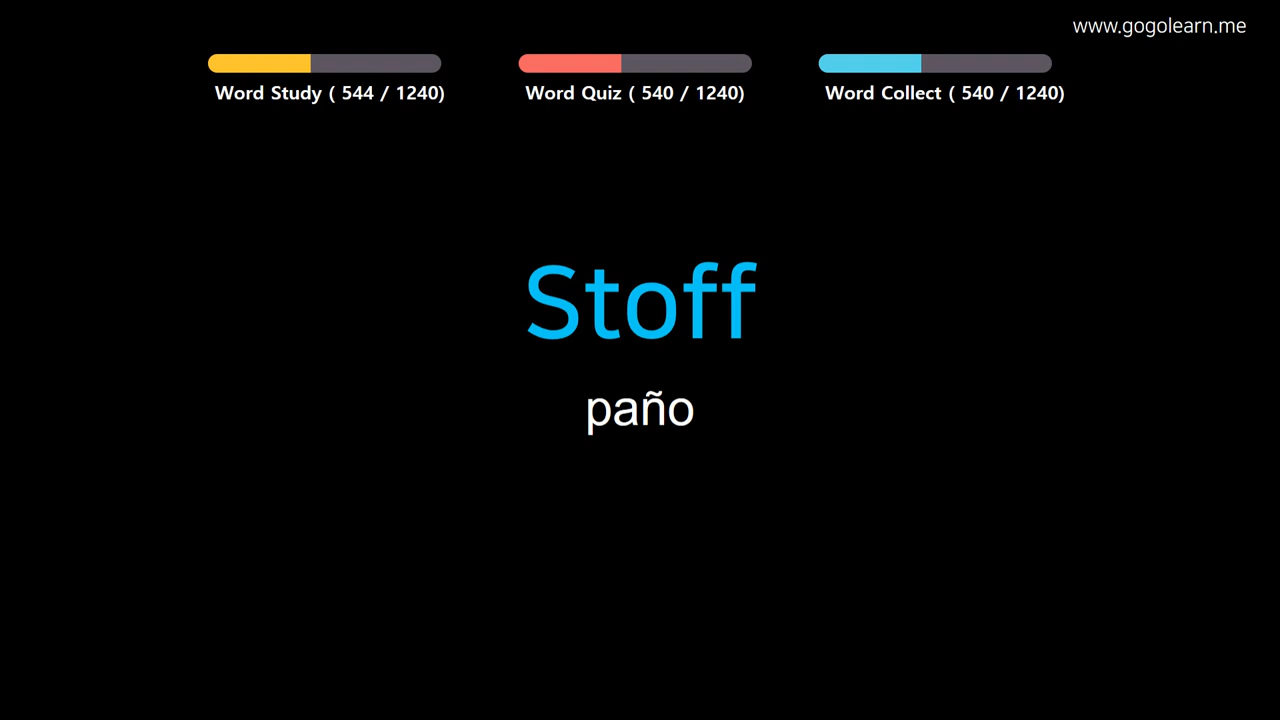 www.gogolearn.me
Word Study ( 544 / 1240)
Word Quiz ( 540 / 1240)
Word Collect ( 540 / 1240)
Stoff
paño